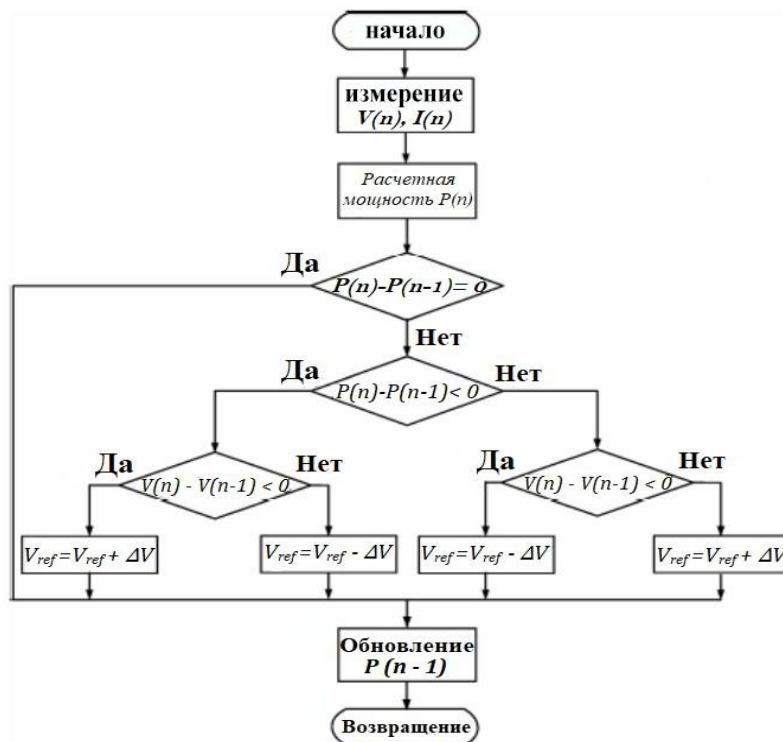 начало
измерение
V(n), I(n)
Расчетная
мощность P(n)
Да
P(n)-P(n-1)= 0
Нет
Да
P(n)-P(n-1)< 0
Нет
Да
V(n) - V(n-1) < 0
Нет
Да
V(n) - V(n-1) < 0
Нет
Vref=Vref + ΔV
Vref=Vref - ΔV
Vref=Vref - ΔV
Vref=Vref + ΔV
Обновление
P (n - 1)
Возвращение